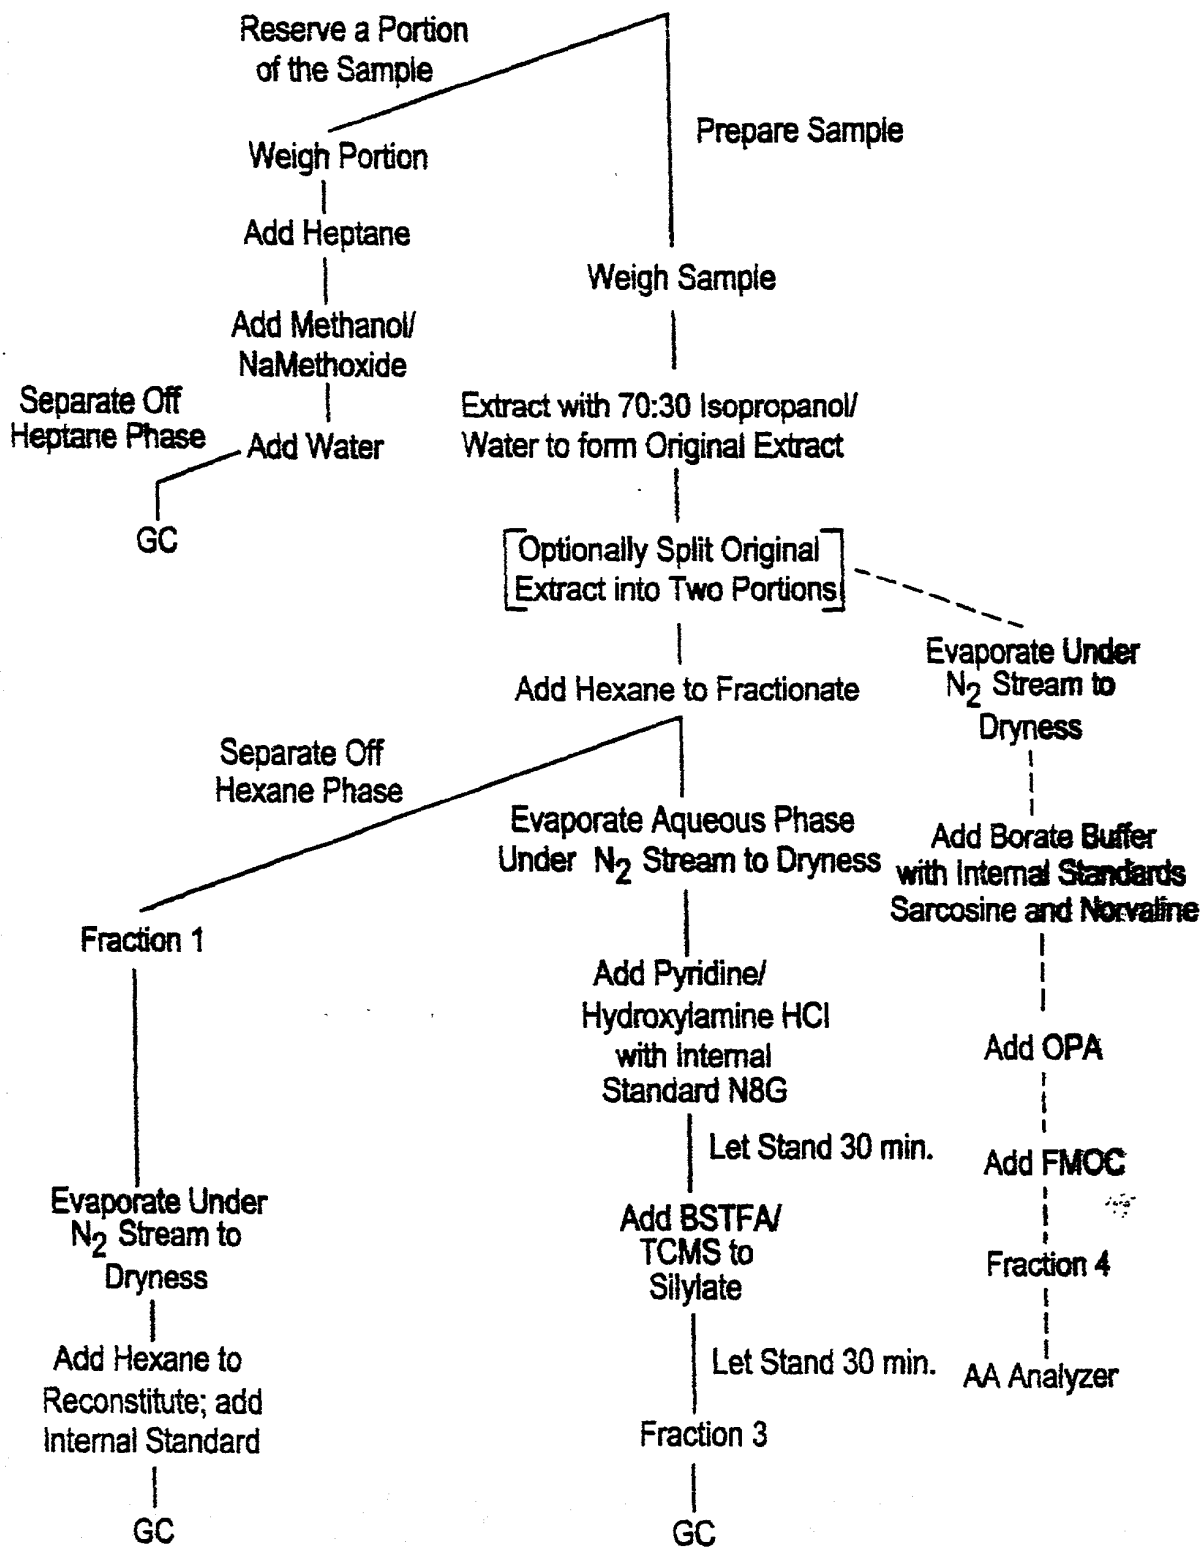 Reserve a Portion
of the Sample
Prepare Sample
Weigh Portion
Add Heptane
Weigh Sample
Add Methanol/
NaMethoxide
Separate Off
Heptane Phase
Add Water
GC
Extract with 70:30 Isopropanol/
Water to form Original Extract
Optionally Split Original
Extract into Two Portions
Add Hexane to Fractionate
Separate Off
Hexane Phase
Fraction 1
Evaporate Under
N2 Stream to
Dryness
Add Hexane to
Reconstitute; add
Internal Standard
GC
Evaporate Aqueous Phase
Under N2 Stream to Dryness
Add Pyridine/
Hydroxylamine HCl
with Internal
Standard N8G
Let Stand 30 min.
Add BSTFA/
TCMS to
Silylate
Let Stand 30 min.
Fraction 3
GC
Evaporate Under
N2 Stream to
Dryness
Add Borate Buffer
with Internal Standards
Sarcosine and Norvaline
Add OPA
Add FMOC
Fraction 4
AA Analyzer